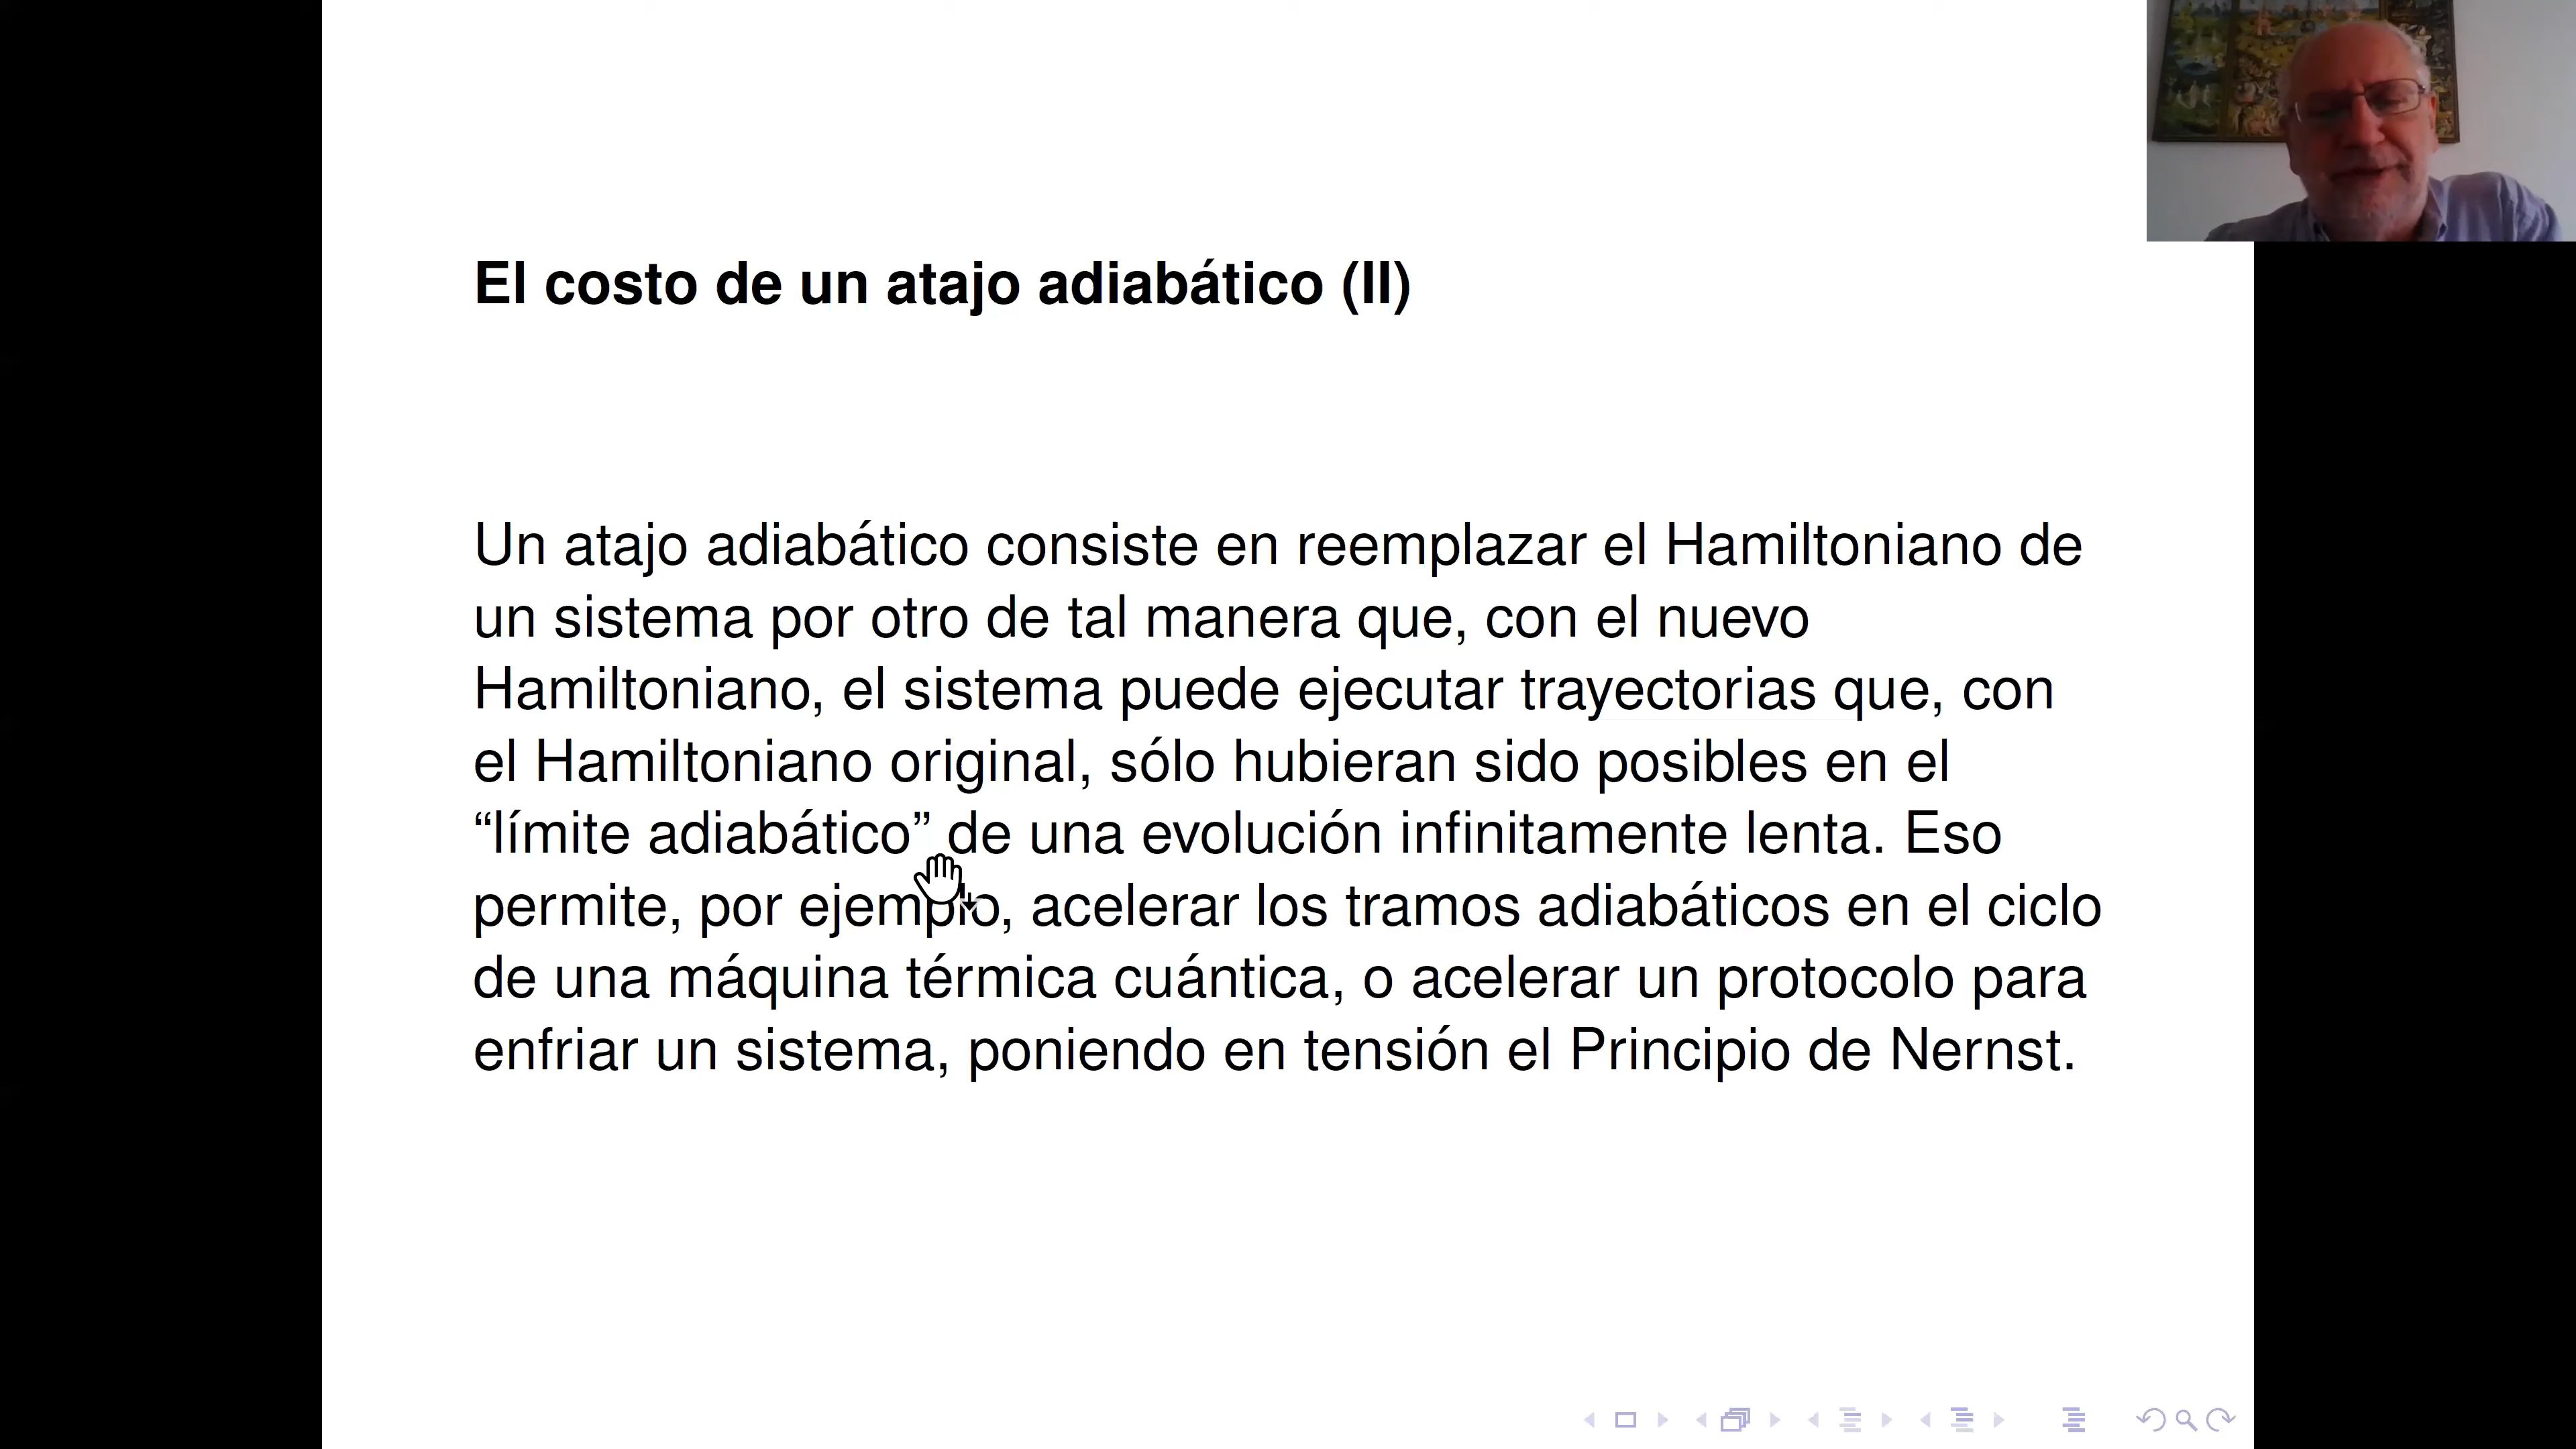 El costo de un atajo adiabático (II)
Un atajo adiabático consiste en reemplazar el Hamiltoniano de
un sistema por otro de tal manera que, con el nuevo
Hamiltoniano, el sistema puede ejecutar trayectorias que, con
el Hamiltoniano original, sólo hubieran sido posibles en el
“límite adiabático” de una evolución infinitamente lenta. Eso
permite, por ejemplo, acelerar los tramos adiabáticos en el ciclo
de una máquina térmica cuántica, o acelerar un protocolo para
enfriar un sistema, poniendo en tensión el Principio de Nernst.